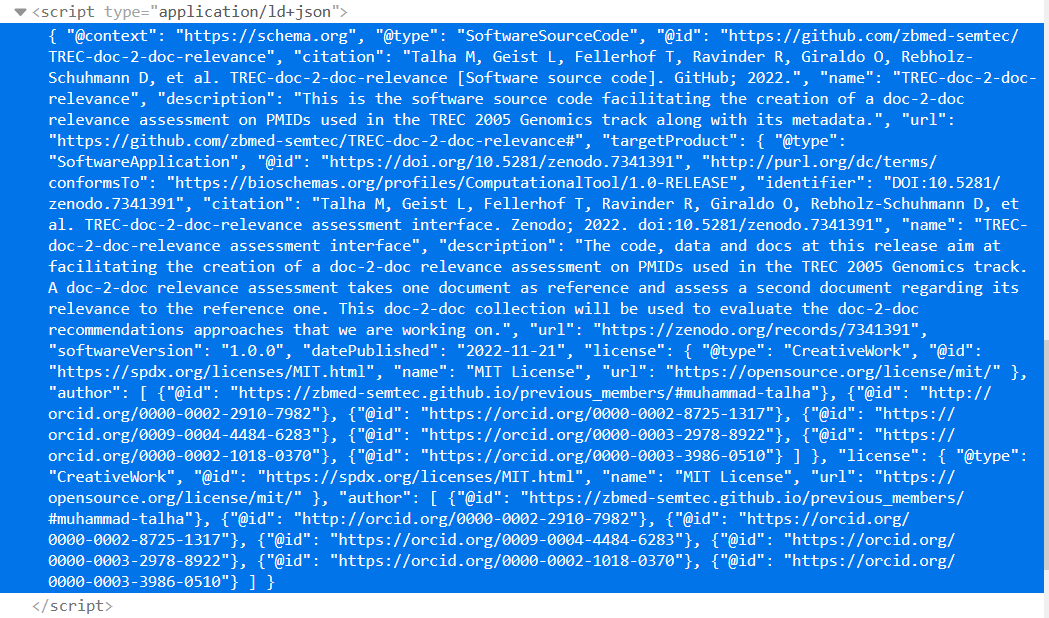 ▼<script type="application/ld+json">
{ "@context": "https://schema.org", "@type": "SoftwareSourceCode", "@id": "https://github.com/zbmed-semtec/
TREC-doc-2-doc-relevance", "citation": "Talha M, Geist L, Fellerhof T, Ravinder R, Giraldo O, Rebholz-
Schuhmann D, et al. TREC-doc-2-doc-relevance [Software source code]. GitHub; 2022.", "name": "TREC-doc-2-doc-
relevance", "description": "This is the software source code facilitating the creation of a doc-2-doc
relevance assessment on PMIDs used in the TREC 2005 Genomics track along with its metadata.", "url":
"https://github.com/zbmed-semtec/TREC-doc-2-doc-relevance#", "targetProduct": { "@type":
"SoftwareApplication", "@id": "https://doi.org/10.5281/zenodo.7341391", "http://purl.org/dc/terms/
conformsTo": "https://bioschemas.org/profiles/ComputationalTool/1.0-RELEASE", "identifier": "DOI:10.5281/
zenodo.7341391", "citation": "Talha M, Geist L, Fellerhof T, Ravinder R, Giraldo O, Rebholz-Schuhmann D, et
al. TREC-doc-2-doc-relevance assessment interface. Zenodo; 2022. doi:10.5281/zenodo.7341391", "name": "TREC-
doc-2-doc-relevance assessment interface", "description": "The code, data and docs at this release aim at
facilitating the creation of a doc-2-doc relevance assessment on PMIDs used in the TREC 2005 Genomics track.
A doc-2-doc relevance assessment takes one document as reference and assess a second document regarding its
relevance to the reference one. This doc-2-doc collection will be used to evaluate the doc-2-doc
recommendations approaches that we are working on.", "url": "https://zenodo.org/records/7341391",
"softwareVersion": "1.0.0", "datePublished": "2022-11-21", "license": { "@type": "CreativeWork", "@id":
"https://spdx.org/licenses/MIT.html", "name": "MIT License", "url": "https://opensource.org/license/mit/" },
"author": [ {"@id": "https://zbmed-semtec.github.io/previous_members/#muhammad-talha"}, {"@id": "http://
orcid.org/0000-0002-2910-7982"}, {"@id": "https://orcid.org/0000-0002-8725-1317"}, {"@id": "https://
orcid.org/0009-0004-4484-6283"}, {"@id": "https://orcid.org/0000-0003-2978-8922"}, {"@id": "https://
orcid.org/0000-0002-1018-0370"}, {"@id": "https://orcid.org/0000-0003-3986-0510"} ] }, "license": { "@type":
"CreativeWork", "@id": "https://spdx.org/licenses/MIT.html", "name": "MIT License", "url": "https://
opensource.org/license/mit/" }, "author": [ {"@id": "https://zbmed-semtec.github.io/previous_members/
#muhammad-talha"}, {"@id": "http://orcid.org/0000-0002-2910-7982"}, {"@id": "https://orcid.org/
0000-0002-8725-1317"}, {"@id": "https://orcid.org/0009-0004-4484-6283"}, {"@id": "https://orcid.org/
0000-0003-2978-8922"}, {"@id": "https://orcid.org/0000-0002-1018-0370"}, {"@id": "https://orcid.org/
0000-0003-3986-0510"} ] }
</script>